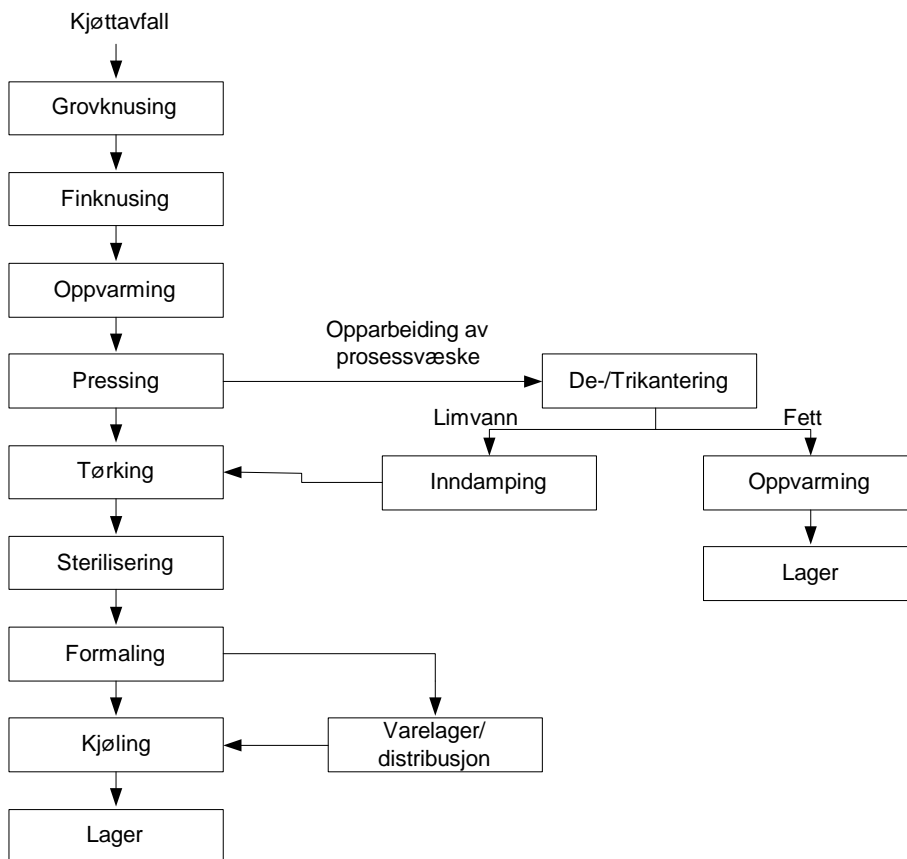 Kjøttavfall
Grovknusing
Finknusing
Oppvarming
Opparbeiding av
prosessvæske
Pressing
De-/Trikantering
Limvann
Fett
Tørking
Inndamping
Oppvarming
Sterilisering
Lager
Formaling
Kjøling
Varelager/
distribusjon
Lager